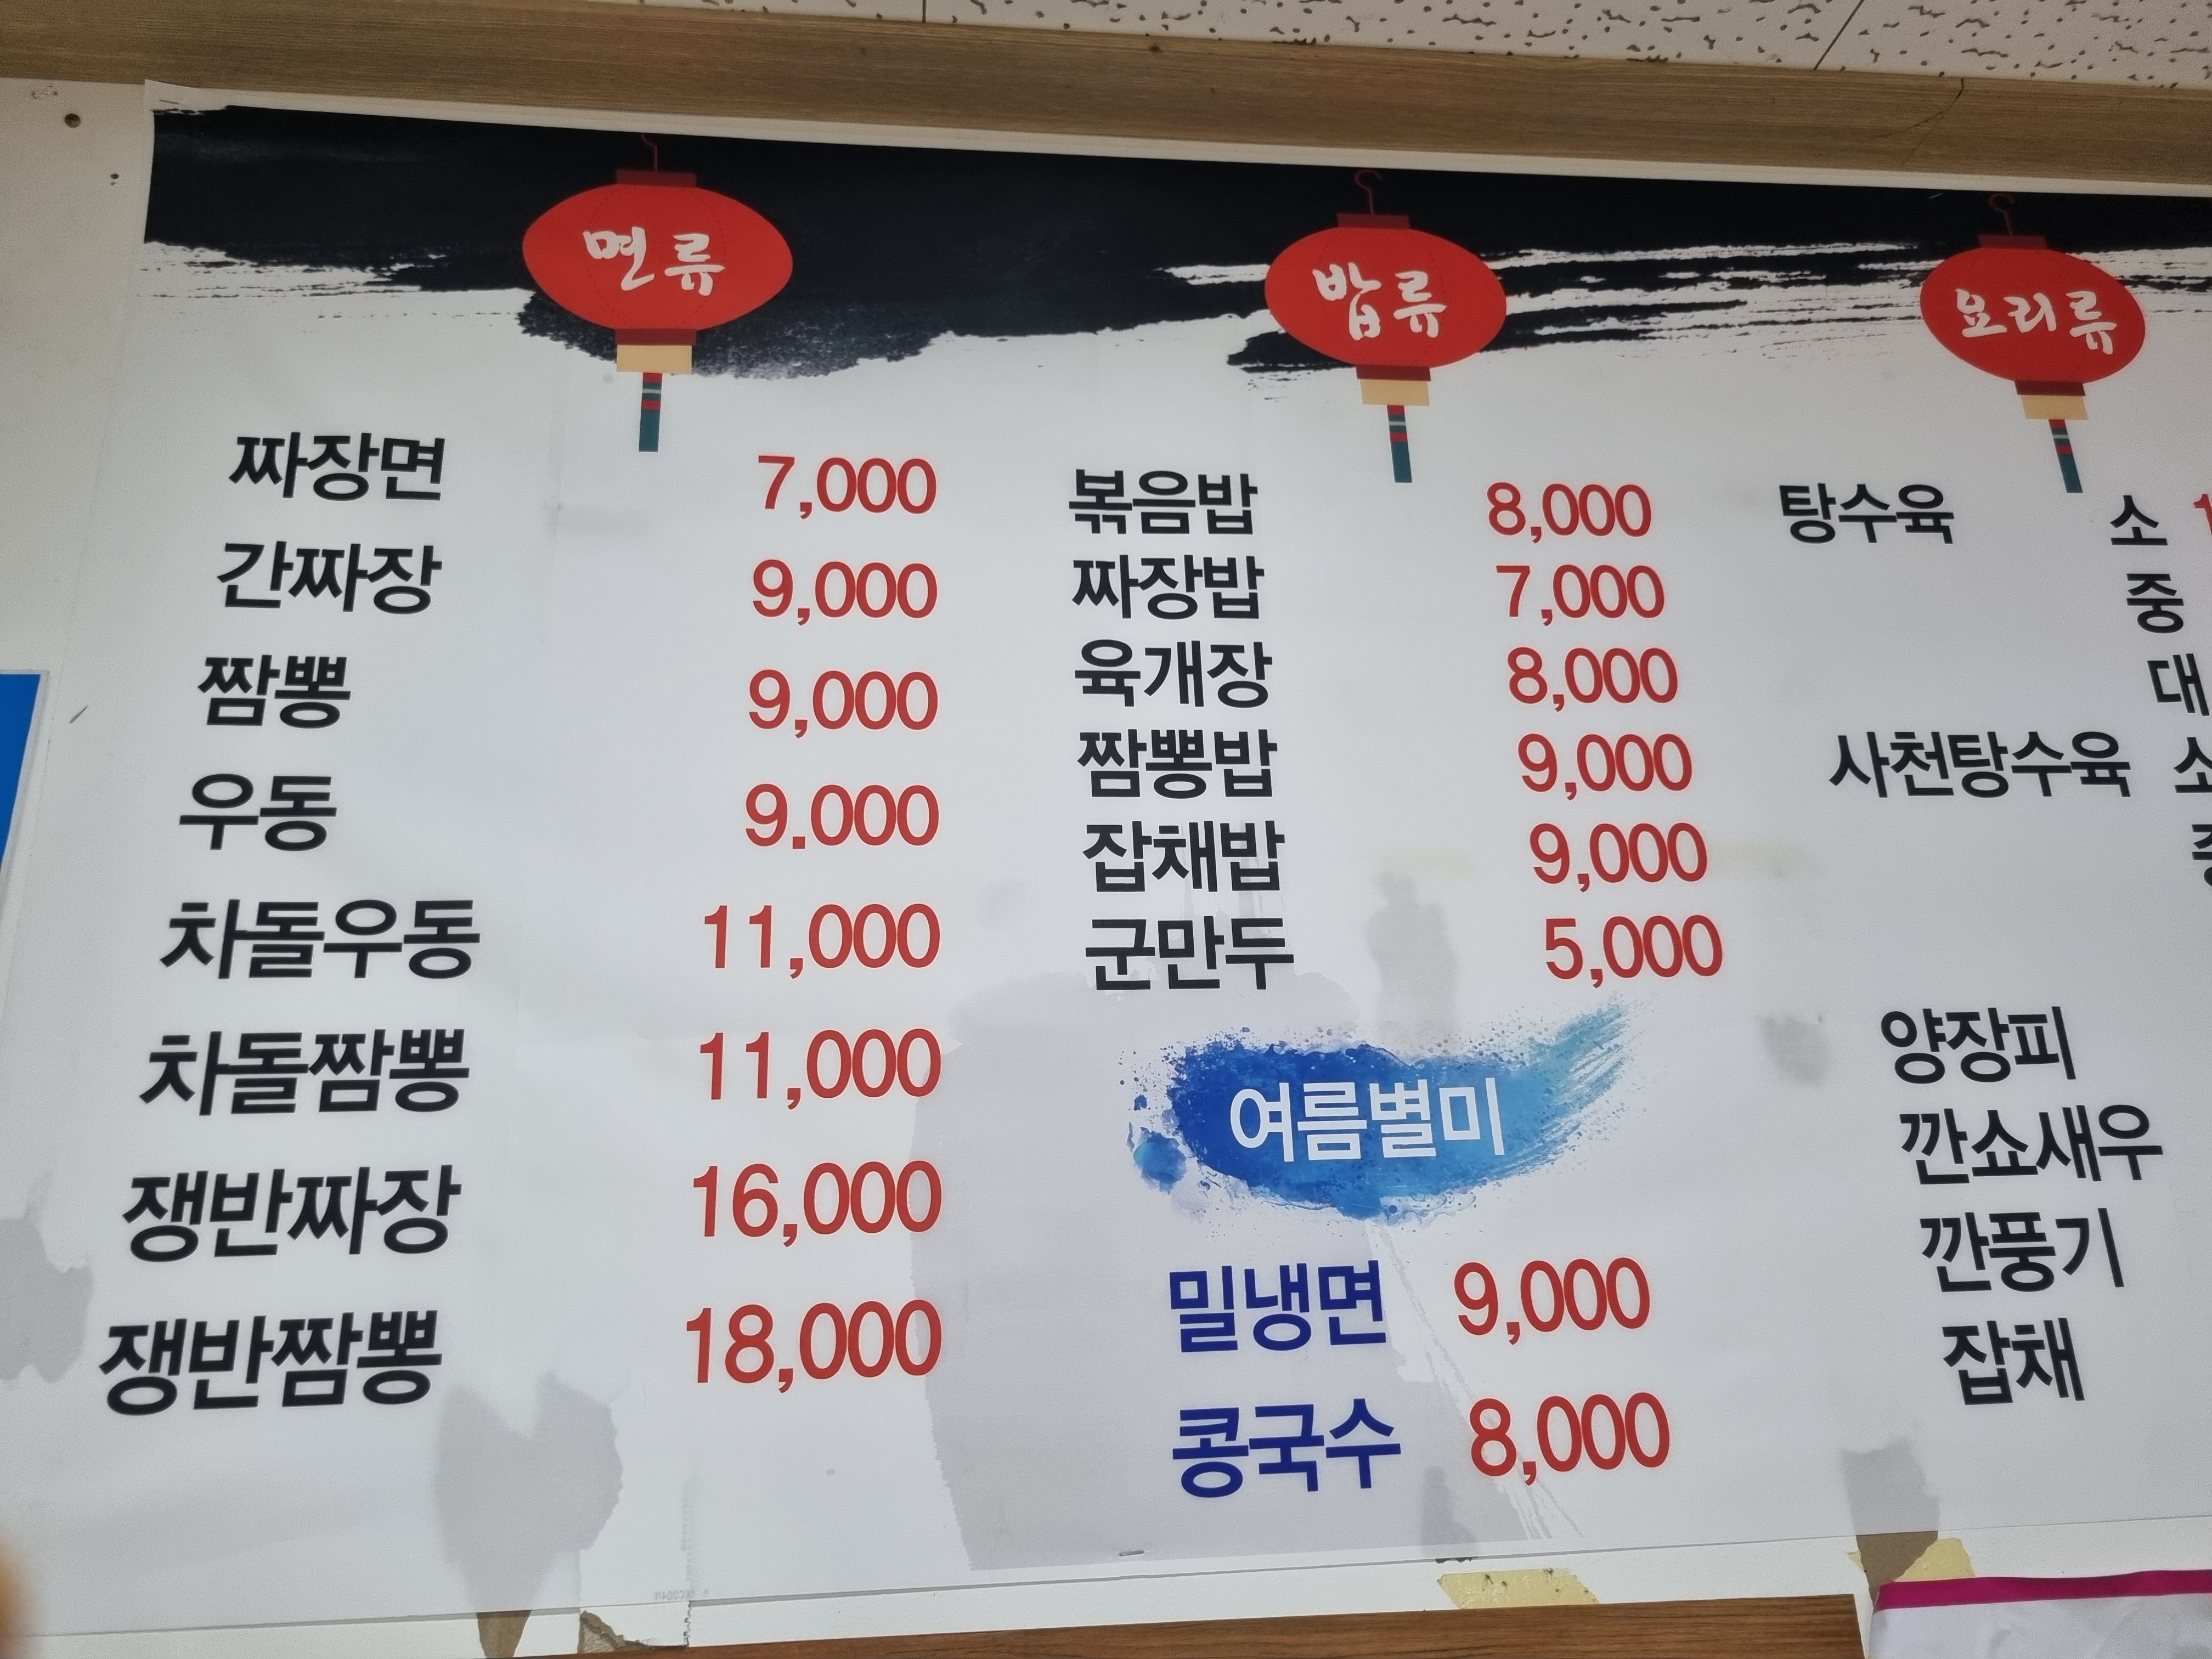 면류
짜장면 7,000
간짜장 9,000
짬뽕 9,000
우동 9.000
차돌우동 11,000
차돌짬뽕 11,000
쟁반짜장 16,000
쟁반짬뽕 18,000
밥류
볶음밥 8,000
짜장밥 7,000
육개장 8,000
짬뽕밥 9,000
잡채밥 9,000
군만두 5,000
여름별미
밀냉면 9,000
콩국수 8,000
요리류
탕수육 소
중
대
사천탕수육 소
양장피
깐쇼새우
깐풍기
잡채